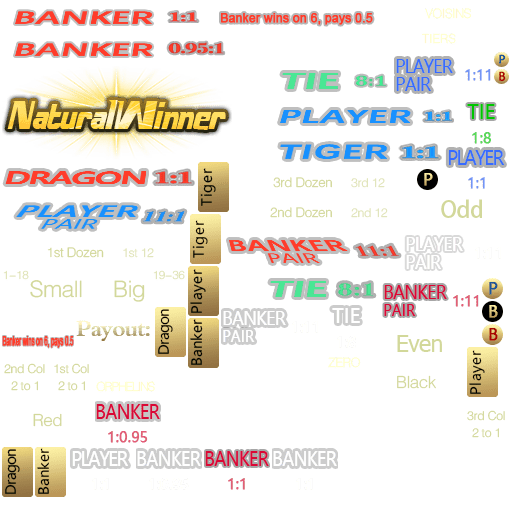 BANKER 1:1
Banker wins on 6, pays 0.5
VOISINS
BANKER 0.95:1
TIERS
TIE 8:1
PLAYER
PAIR
1:11
P
B
NaturalWinner
PLAYER 1:1
TIE
1:8
TIGER 1:1
PLAYER
1:1
DRAGON 1:1
Tiger
3rd Dozen
3rd 12
P
PLAYER
PAIR
11:1
2nd Dozen
2nd 12
Odd
Tiger
1st Dozen
1st 12
BANKER
PAIR
11:1
PLAYER
PAIR
1-18
19-36
Small
Big
Player
TIE 8:1
BANKER
PAIR
1:11
P
B
B
Payout:
Dragon
Banker
BANKER
PAIR
TIE
Banker wins on 6, pays 0.5
Even
ZERO
2nd Col
2 to 1
1st Col
2 to 1
ORPHELINS
Black
Player
Red
BANKER
1:0.95
3rd Col
2 to 1
Dragon
Banker
PLAYER
BANKER
BANKER
1:1
BANKER